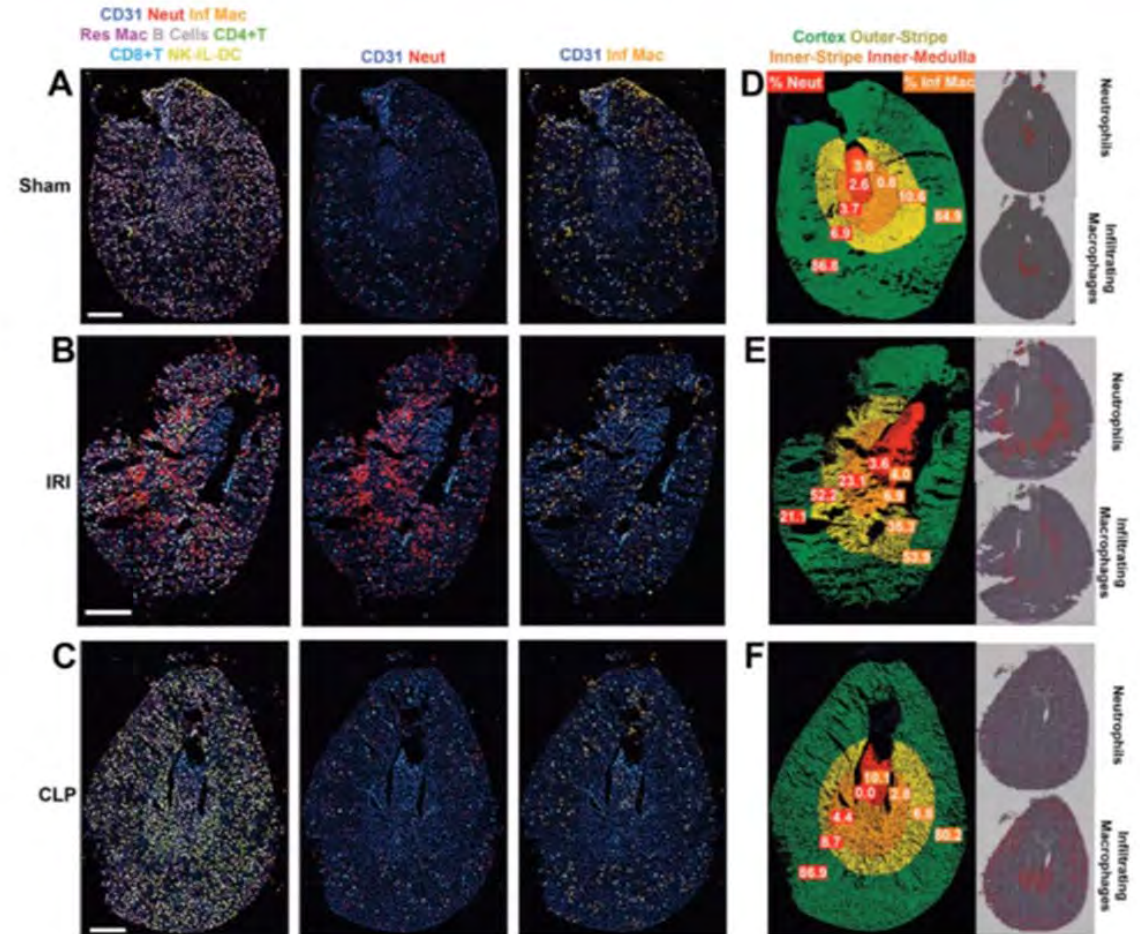 CD31 Neut Inf Mac
Res Mac B Cells CD4+T
CD8+T NK-IL-DC
CD31 Neut
CD31 Inf Mac
Cortex Outer-Stripe
Inner-Stripe Inner-Medulla
A
D
% Neut
% Inf Mac
Sham
3.6
2.6
0.8
10.6
3.7
84.9
6.9
86.8
Neutrophils
Infiltrating
Macrophages
B
E
IRI
3.6
4.0
23.1
6.9
52.2
21.1
35.3
53.9
Neutrophils
Infiltrating
Macrophages
C
F
CLP
10.1
0.0
2.8
4.4
6.8
8.7
80.3
86.9
Neutrophils
Infiltrating
Macrophages